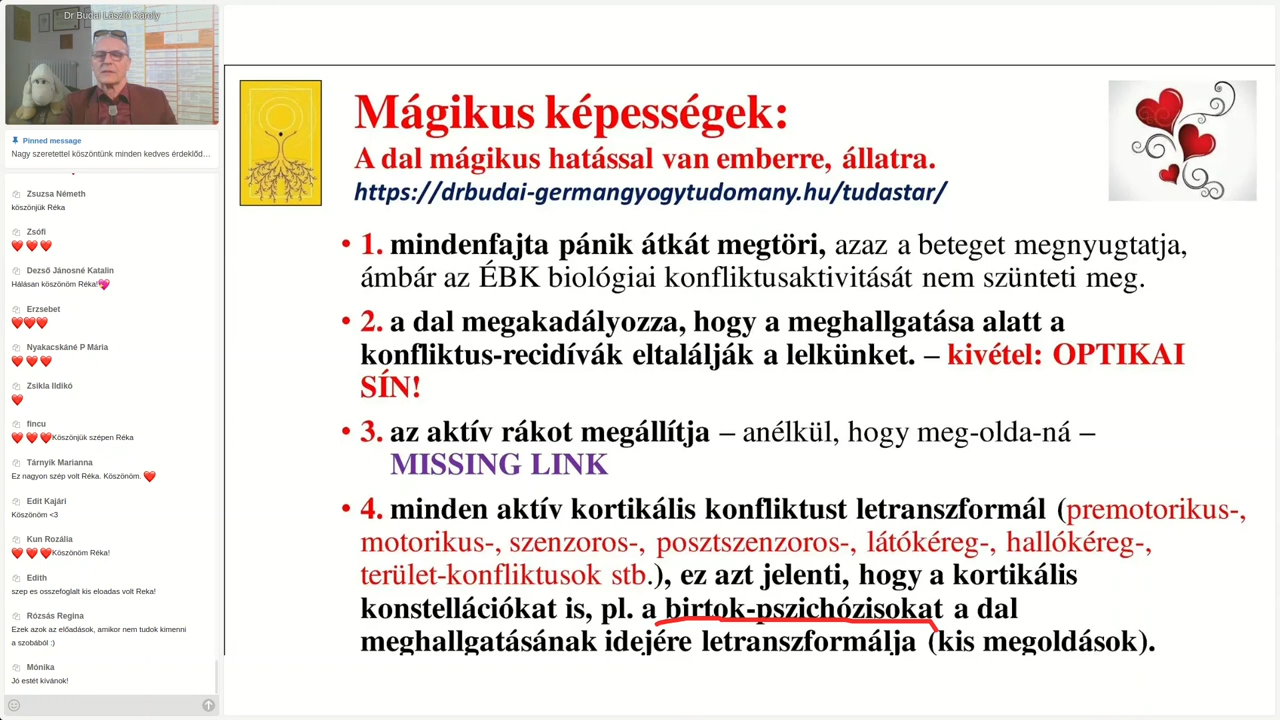 Dr Budai László Károly
Pinned message
Nagy szeretettel köszöntünk minden kedves érdeklőd…
Zsuzsa Németh
köszönjük Réka
Zsófi
Dezső Jánosné Katalin
Hálásan köszönöm Réka!
Erzsebet
Nyakacskáné P Mária
Zsikla Ildikó
fincu
Köszönjük szépen Réka
Tárnyik Marianna
Ez nagyon szép volt Réka. Köszönöm.
Edit Kajári
Köszönöm <3
Kun Rozália
Köszönöm Réka!
Edith
szep es osszefoglalt kis eloadas volt Reka!
Rózsás Regina
Ezek azok az előadások, amikor nem tudok kimenni
a szobából :)
Mónika
Jó estét kívánok!
Mágikus képességek:
A dal mágikus hatással van emberre, állatra.
https://drbudai-germangyogytudomany.hu/tudastar/
• 1. mindenfajta pánik átkát megtöri, azaz a beteget megnyugtatja,
ámbár az ÉBK biológiai konfliktusaktivitását nem szünteti meg.
• 2. a dal megakadályozza, hogy a meghallgatása alatt a
konfliktus-recidívák eltalálják a lelkünket. – kivétel: OPTIKAI
SÍN!
• 3. az aktív rákot megállítja – anélkül, hogy meg-olda-ná –
MISSING LINK
• 4. minden aktív kortikális konfliktust letranszformál (premotorikus-,
motorikus-, szenzoros-, posztszenzoros-, látókéreg-, hallókéreg-,
terület-konfliktusok stb.), ez azt jelenti, hogy a kortikális
konstellációkat is, pl. a birtok-pszichózisokat a dal
meghallgatásának idejére letranszformálja (kis megoldások).